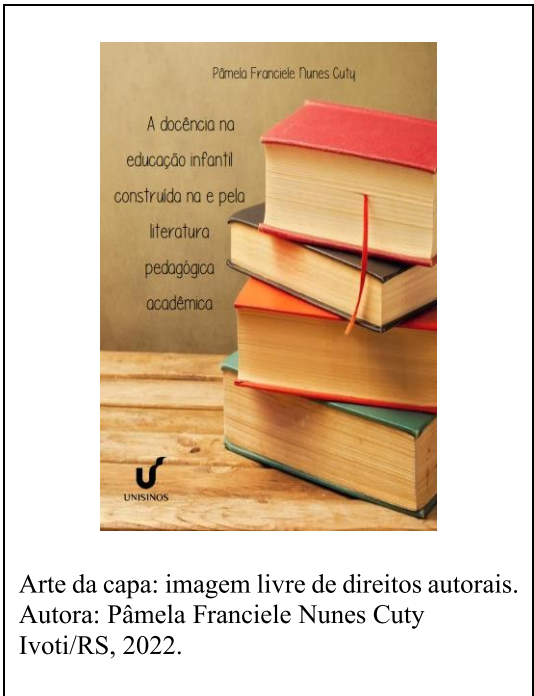 Pâmela Franciele Nunes Cuty
A docência na
educação infantil
construída na e pela
literatura
pedagógica
acadêmica
UNISINOS
Arte da capa: imagem livre de direitos autorais.
Autora: Pâmela Franciele Nunes Cuty
Ivoti/RS, 2022.